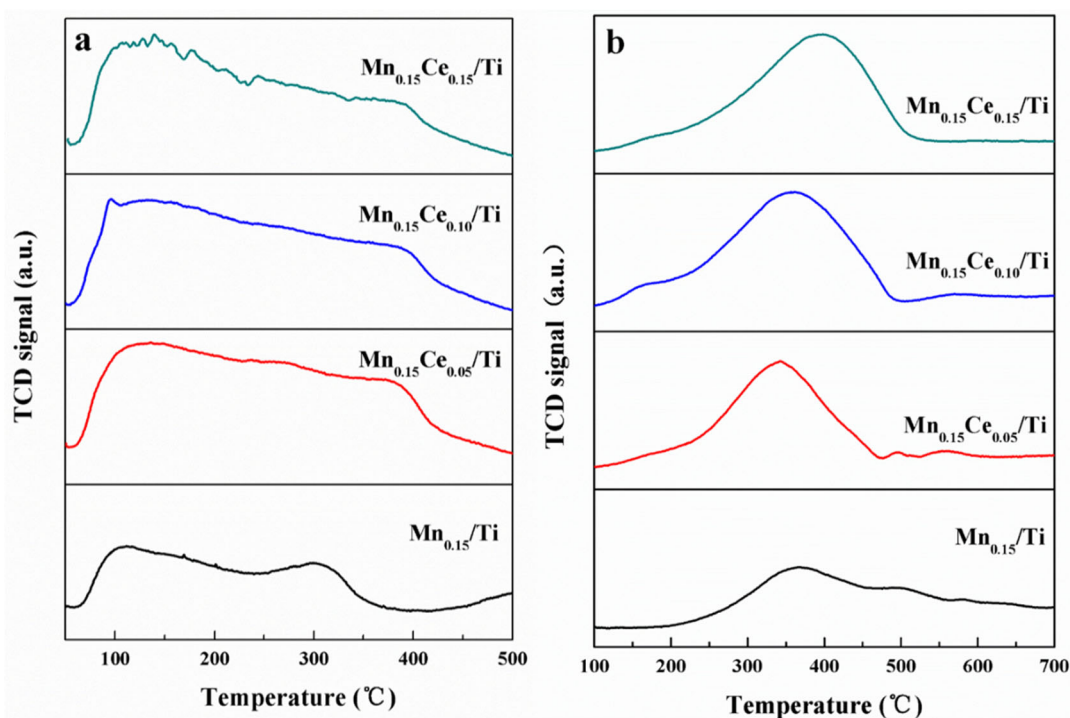 a
Mn0.15Ce0.15/Ti
Mn0.15Ce0.10/Ti
Mn0.15Ce0.05/Ti
Mn0.15/Ti
TCD signal (a.u.)
100 200 300 400 500
Temperature (℃)
b
Mn0.15Ce0.15/Ti
Mn0.15Ce0.10/Ti
Mn0.15Ce0.05/Ti
Mn0.15/Ti
TCD signal（a.u.）
100 200 300 400 500 600 700
Temperature (℃)